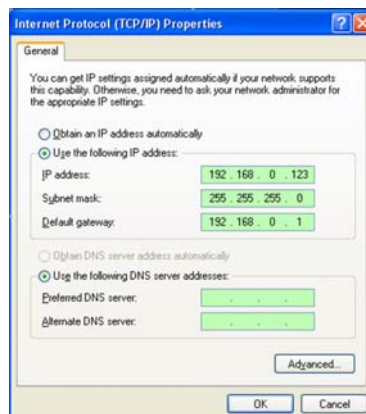 Internet Protocol (TCP/IP) Properties
General
You can get IP settings assigned automatically if your network supports
this capability. Otherwise, you need to ask your network administrator for
the appropriate IP settings.
Obtain an IP address automatically
Use the following IP address:
IP address: 192 . 168 . 0 . 123
Subnet mask: 255 . 255 . 255 . 0
Default gateway: 192 . 168 . 0 . 1
Obtain DNS server address automatically
Use the following DNS server addresses:
Preferred DNS server: . . .
Alternate DNS server: . . .
Advanced...
OK Cancel